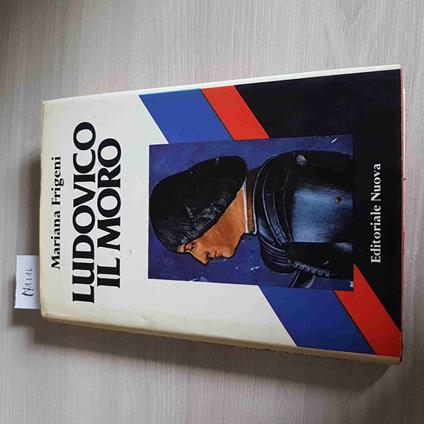 Mariana Frigeni
LUDOVICO
IL MORO
Editoriale Nuova